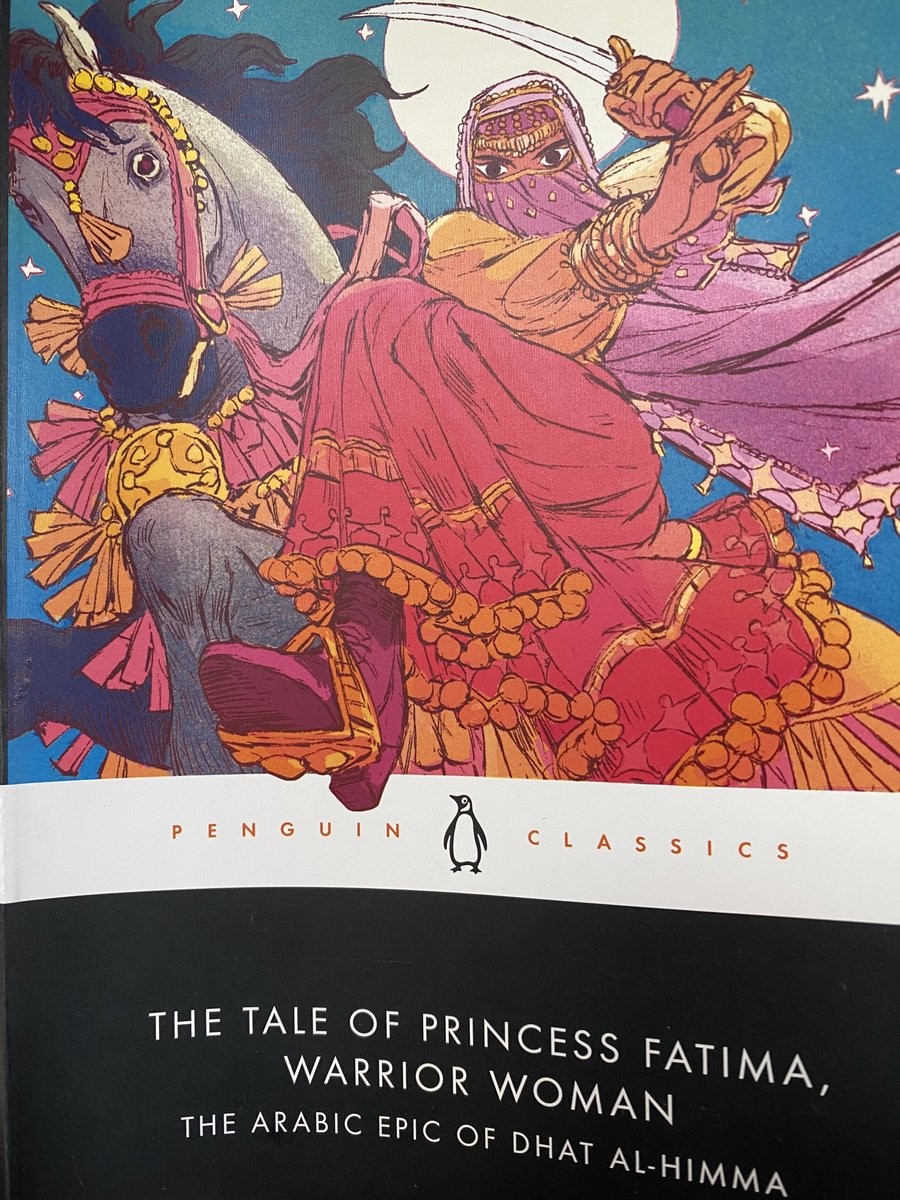 PENGUIN CLASSICS
THE TALE OF PRINCESS FATIMA,
WARRIOR WOMAN
THE ARABIC EPIC OF DHAT AL-HIMMA